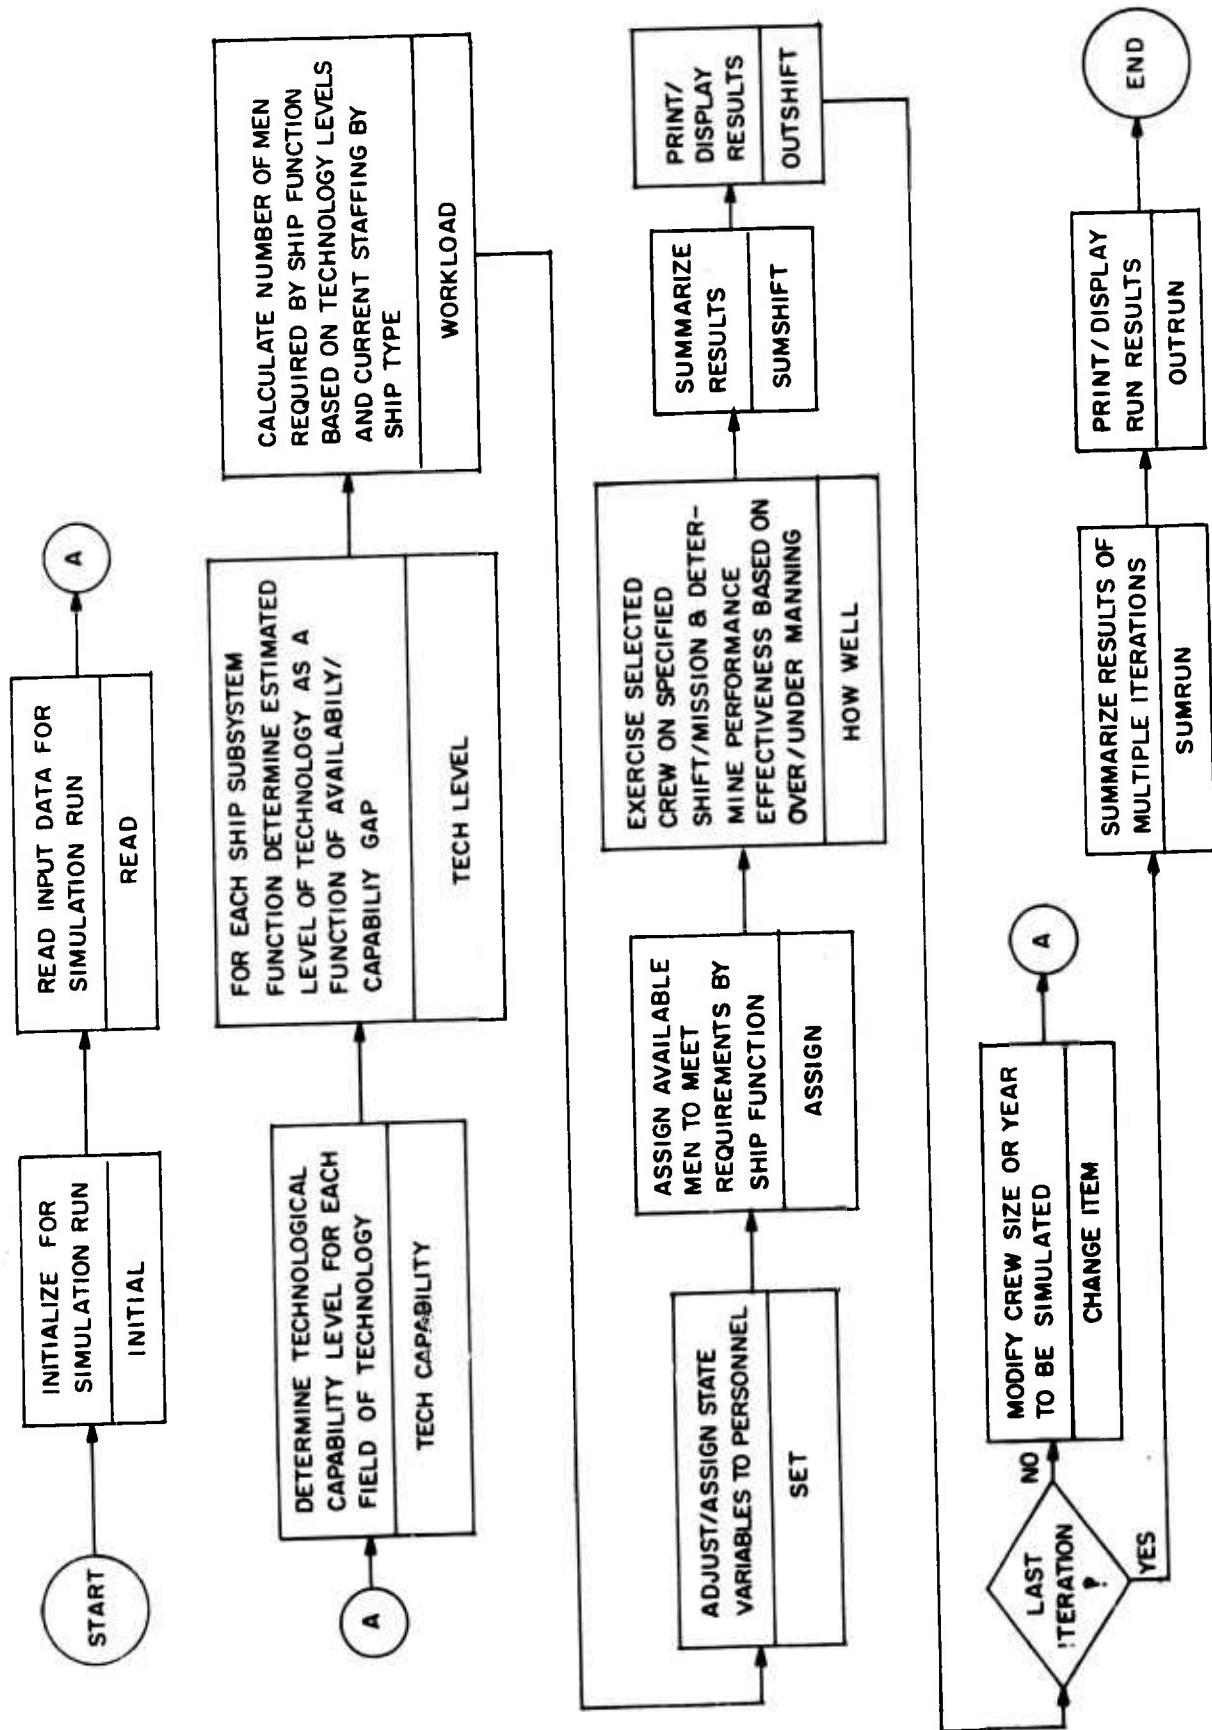 START
INITIALIZE FOR
SIMULATION RUN
INITIAL
READ INPUT DATA FOR
SIMULATION RUN
READ
A
A
DETERMINE TECHNOLOGICAL
CAPABILITY LEVEL FOR EACH
FIELD OF TECHNOLOGY
TECH CAPABILITY
FOR EACH SHIP SUBSYSTEM
FUNCTION DETERMINE ESTIMATED
LEVEL OF TECHNOLOGY AS A
FUNCTION OF AVAILABILY/
CAPABILIY GAP
TECH LEVEL
CALCULATE NUMBER OF MEN
REQUIRED BY SHIP FUNCTION
BASED ON TECHNOLOGY LEVELS
AND CURRENT STAFFING BY
SHIP TYPE
WORKLOAD
ADJUST/ASSIGN STATE
VARIABLES TO PERSONNEL
SET
ASSIGN AVAILABLE
MEN TO MEET
REQUIREMENTS BY
SHIP FUNCTION
ASSIGN
EXERCISE SELECTED
CREW ON SPECIFIED
SHIFT/MISSION & DETER-
MINE PERFORMANCE
EFFECTIVENESS BASED ON
OVER/UNDER MANNING
HOW WELL
SUMMARIZE
RESULTS
SUMSHIFT
PRINT/
DISPLAY
RESULTS
OUTSHIFT
LAST
ITERATION
?
NO
YES
MODIFY CREW SIZE OR YEAR
TO BE SIMULATED
CHANGE ITEM
A
SUMMARIZE RESULTS OF
MULTIPLE ITERATIONS
SUMRUN
PRINT/DISPLAY
RUN RESULTS
OUTRUN
END